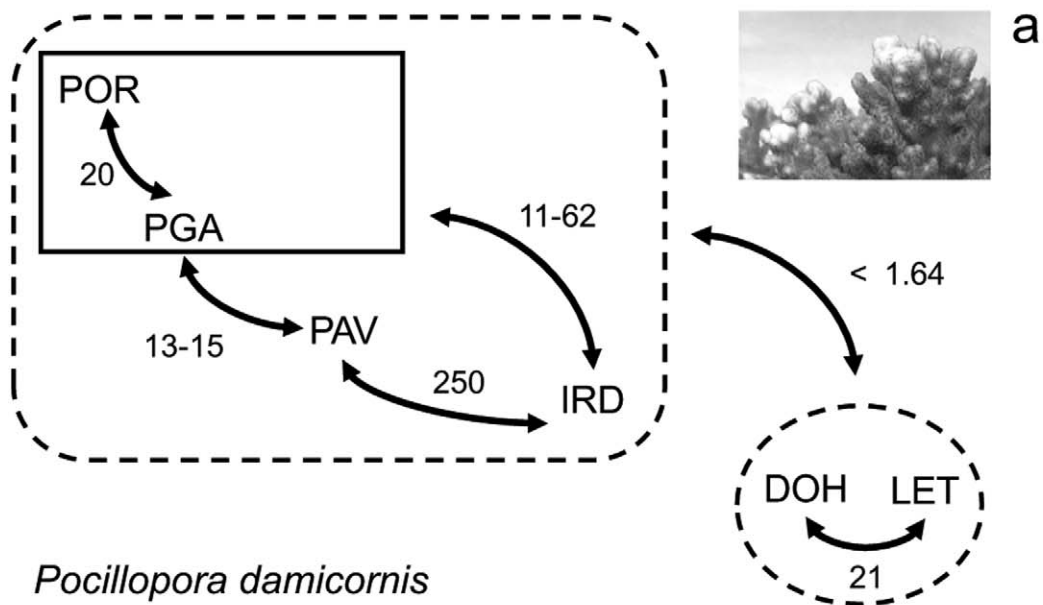 a
POR
20
PGA
11-62
< 1.64
13-15
PAV
250
IRD
DOH LET
21
Pocillopora damicornis